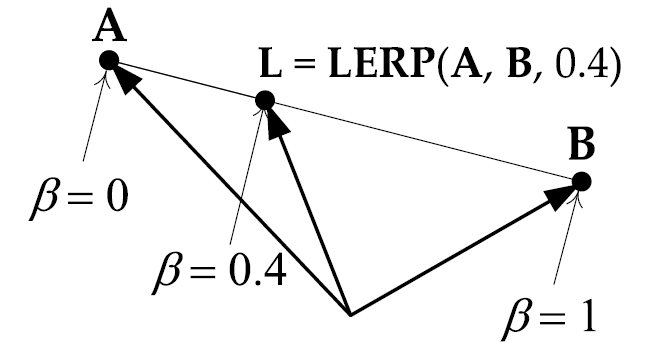 A
L = LERP(A, B, 0.4)
B
β = 0
β = 0.4
β = 1